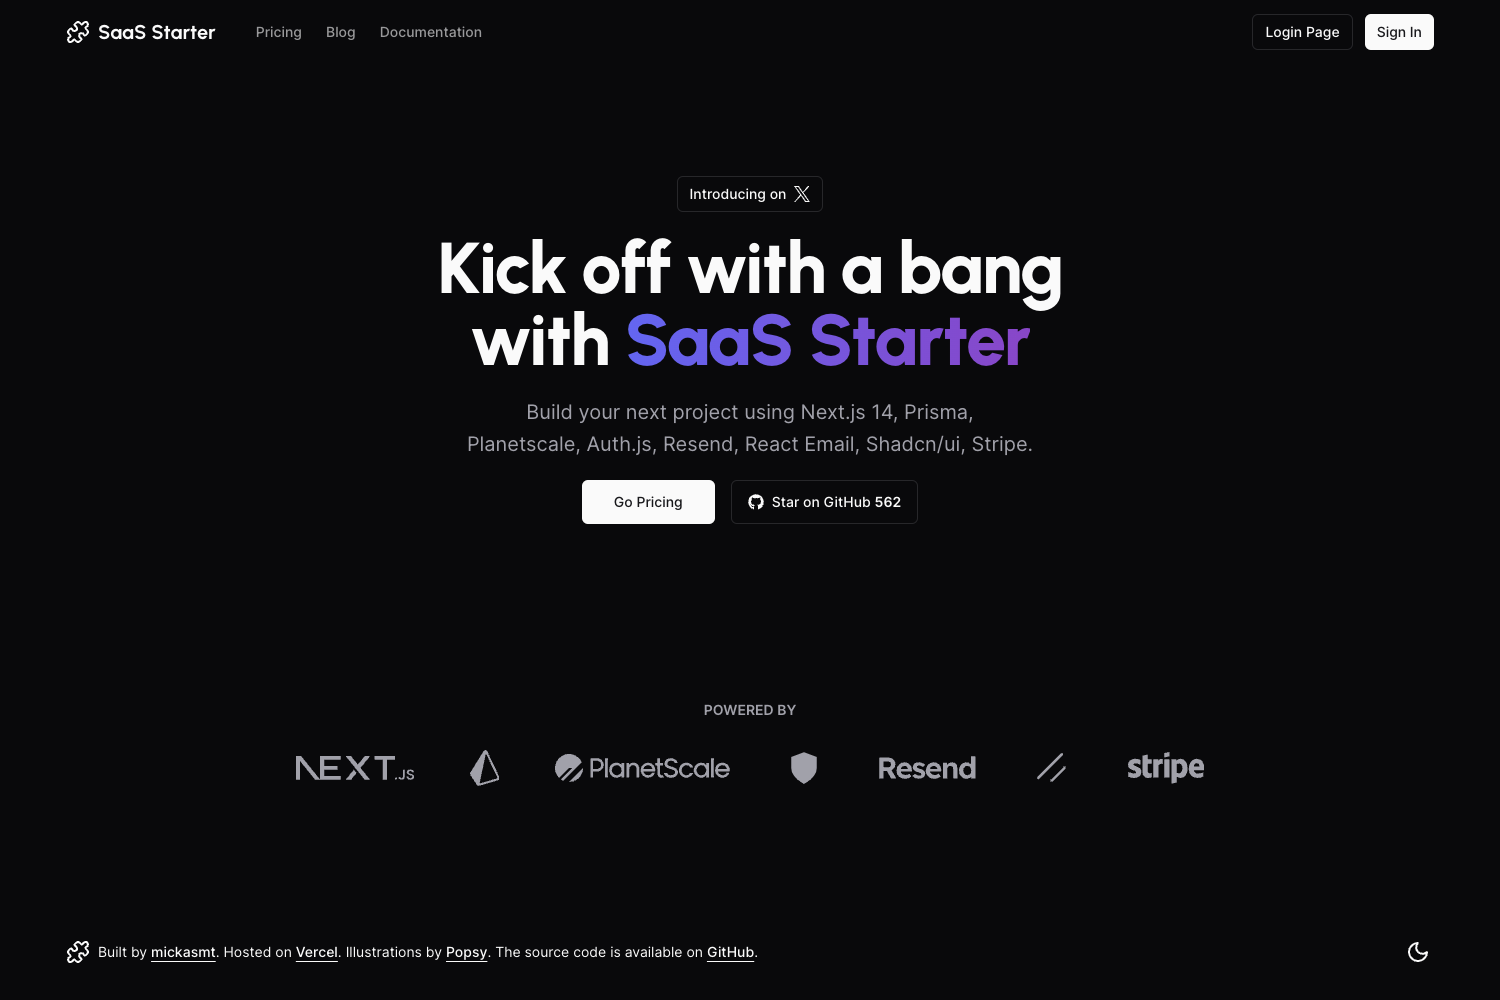 SaaS Starter
Pricing
Blog
Documentation
Login Page
Sign In
Introducing on X
Kick off with a bang
with SaaS Starter
Build your next project using Next.js 14, Prisma,
Planetscale, Auth.js, Resend, React Email, Shadcn/ui, Stripe.
Go Pricing
Star on GitHub 562
POWERED BY
NEXT.JS
PlanetScale
Resend
stripe
Built by mickasmt. Hosted on Vercel. Illustrations by Popsy. The source code is available on GitHub.